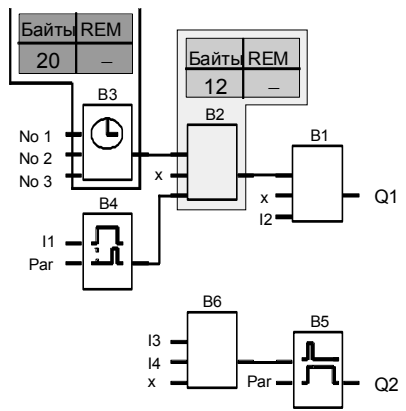 Байты REM
20 –
Байты REM
12 –
B3
B2
B1
No 1
No 2
No 3
x
x
Q1
I2
B4
I1
Par
B6
B5
I3
I4
x
Par
Q2